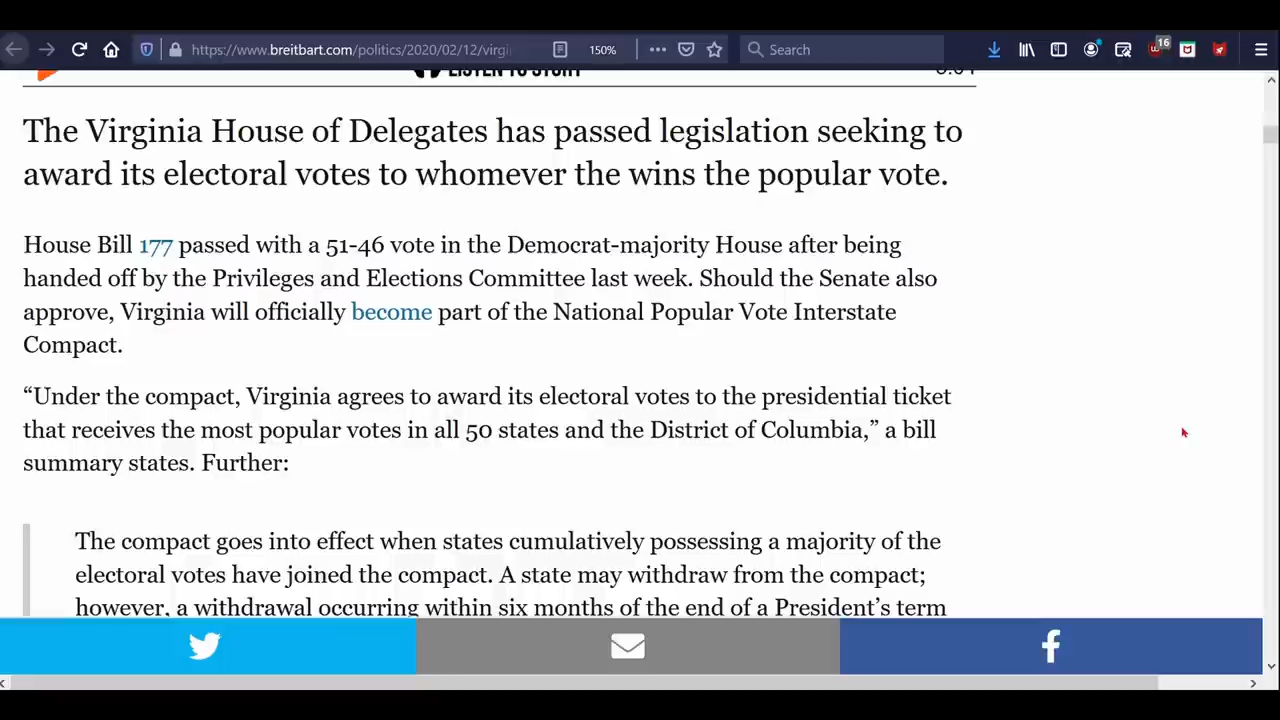 https://www.breitbart.com/politics/2020/02/12/virgi
150%
Search
16
The Virginia House of Delegates has passed legislation seeking to
award its electoral votes to whomever the wins the popular vote.
House Bill 177 passed with a 51-46 vote in the Democrat-majority House after being
handed off by the Privileges and Elections Committee last week. Should the Senate also
approve, Virginia will officially become part of the National Popular Vote Interstate
Compact.
“Under the compact, Virginia agrees to award its electoral votes to the presidential ticket
that receives the most popular votes in all 50 states and the District of Columbia,” a bill
summary states. Further:
The compact goes into effect when states cumulatively possessing a majority of the
electoral votes have joined the compact. A state may withdraw from the compact;
however, a withdrawal occurring within six months of the end of a President’s term